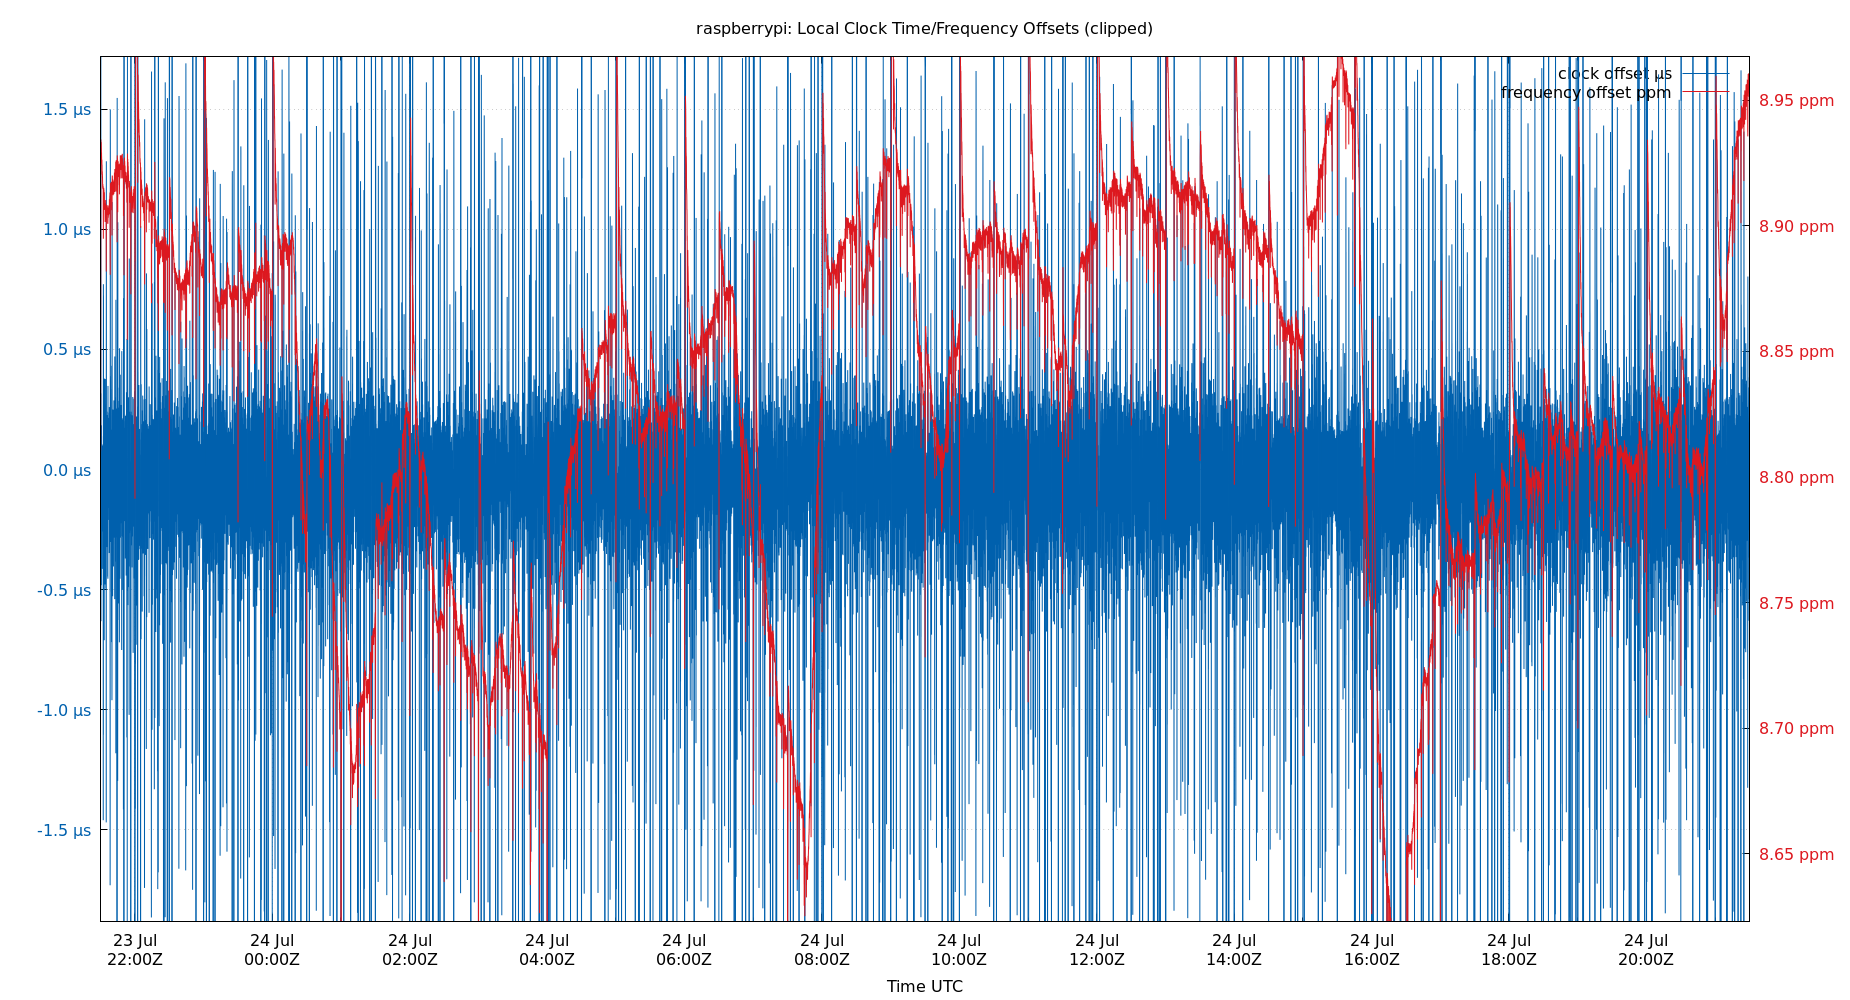 raspberrypi: Local Clock Time/Frequency Offsets (clipped)
clock offset µs
frequency offset ppm
1.5 µs
1.0 µs
0.5 µs
0.0 µs
-0.5 µs
-1.0 µs
-1.5 µs
8.95 ppm
8.90 ppm
8.85 ppm
8.80 ppm
8.75 ppm
8.70 ppm
8.65 ppm
23 Jul 24 Jul 24 Jul 24 Jul 24 Jul 24 Jul 24 Jul 24 Jul 24 Jul 24 Jul 24 Jul 24 Jul
22:00Z 00:00Z 02:00Z 04:00Z 06:00Z 08:00Z 10:00Z 12:00Z 14:00Z 16:00Z 18:00Z 20:00Z
Time UTC